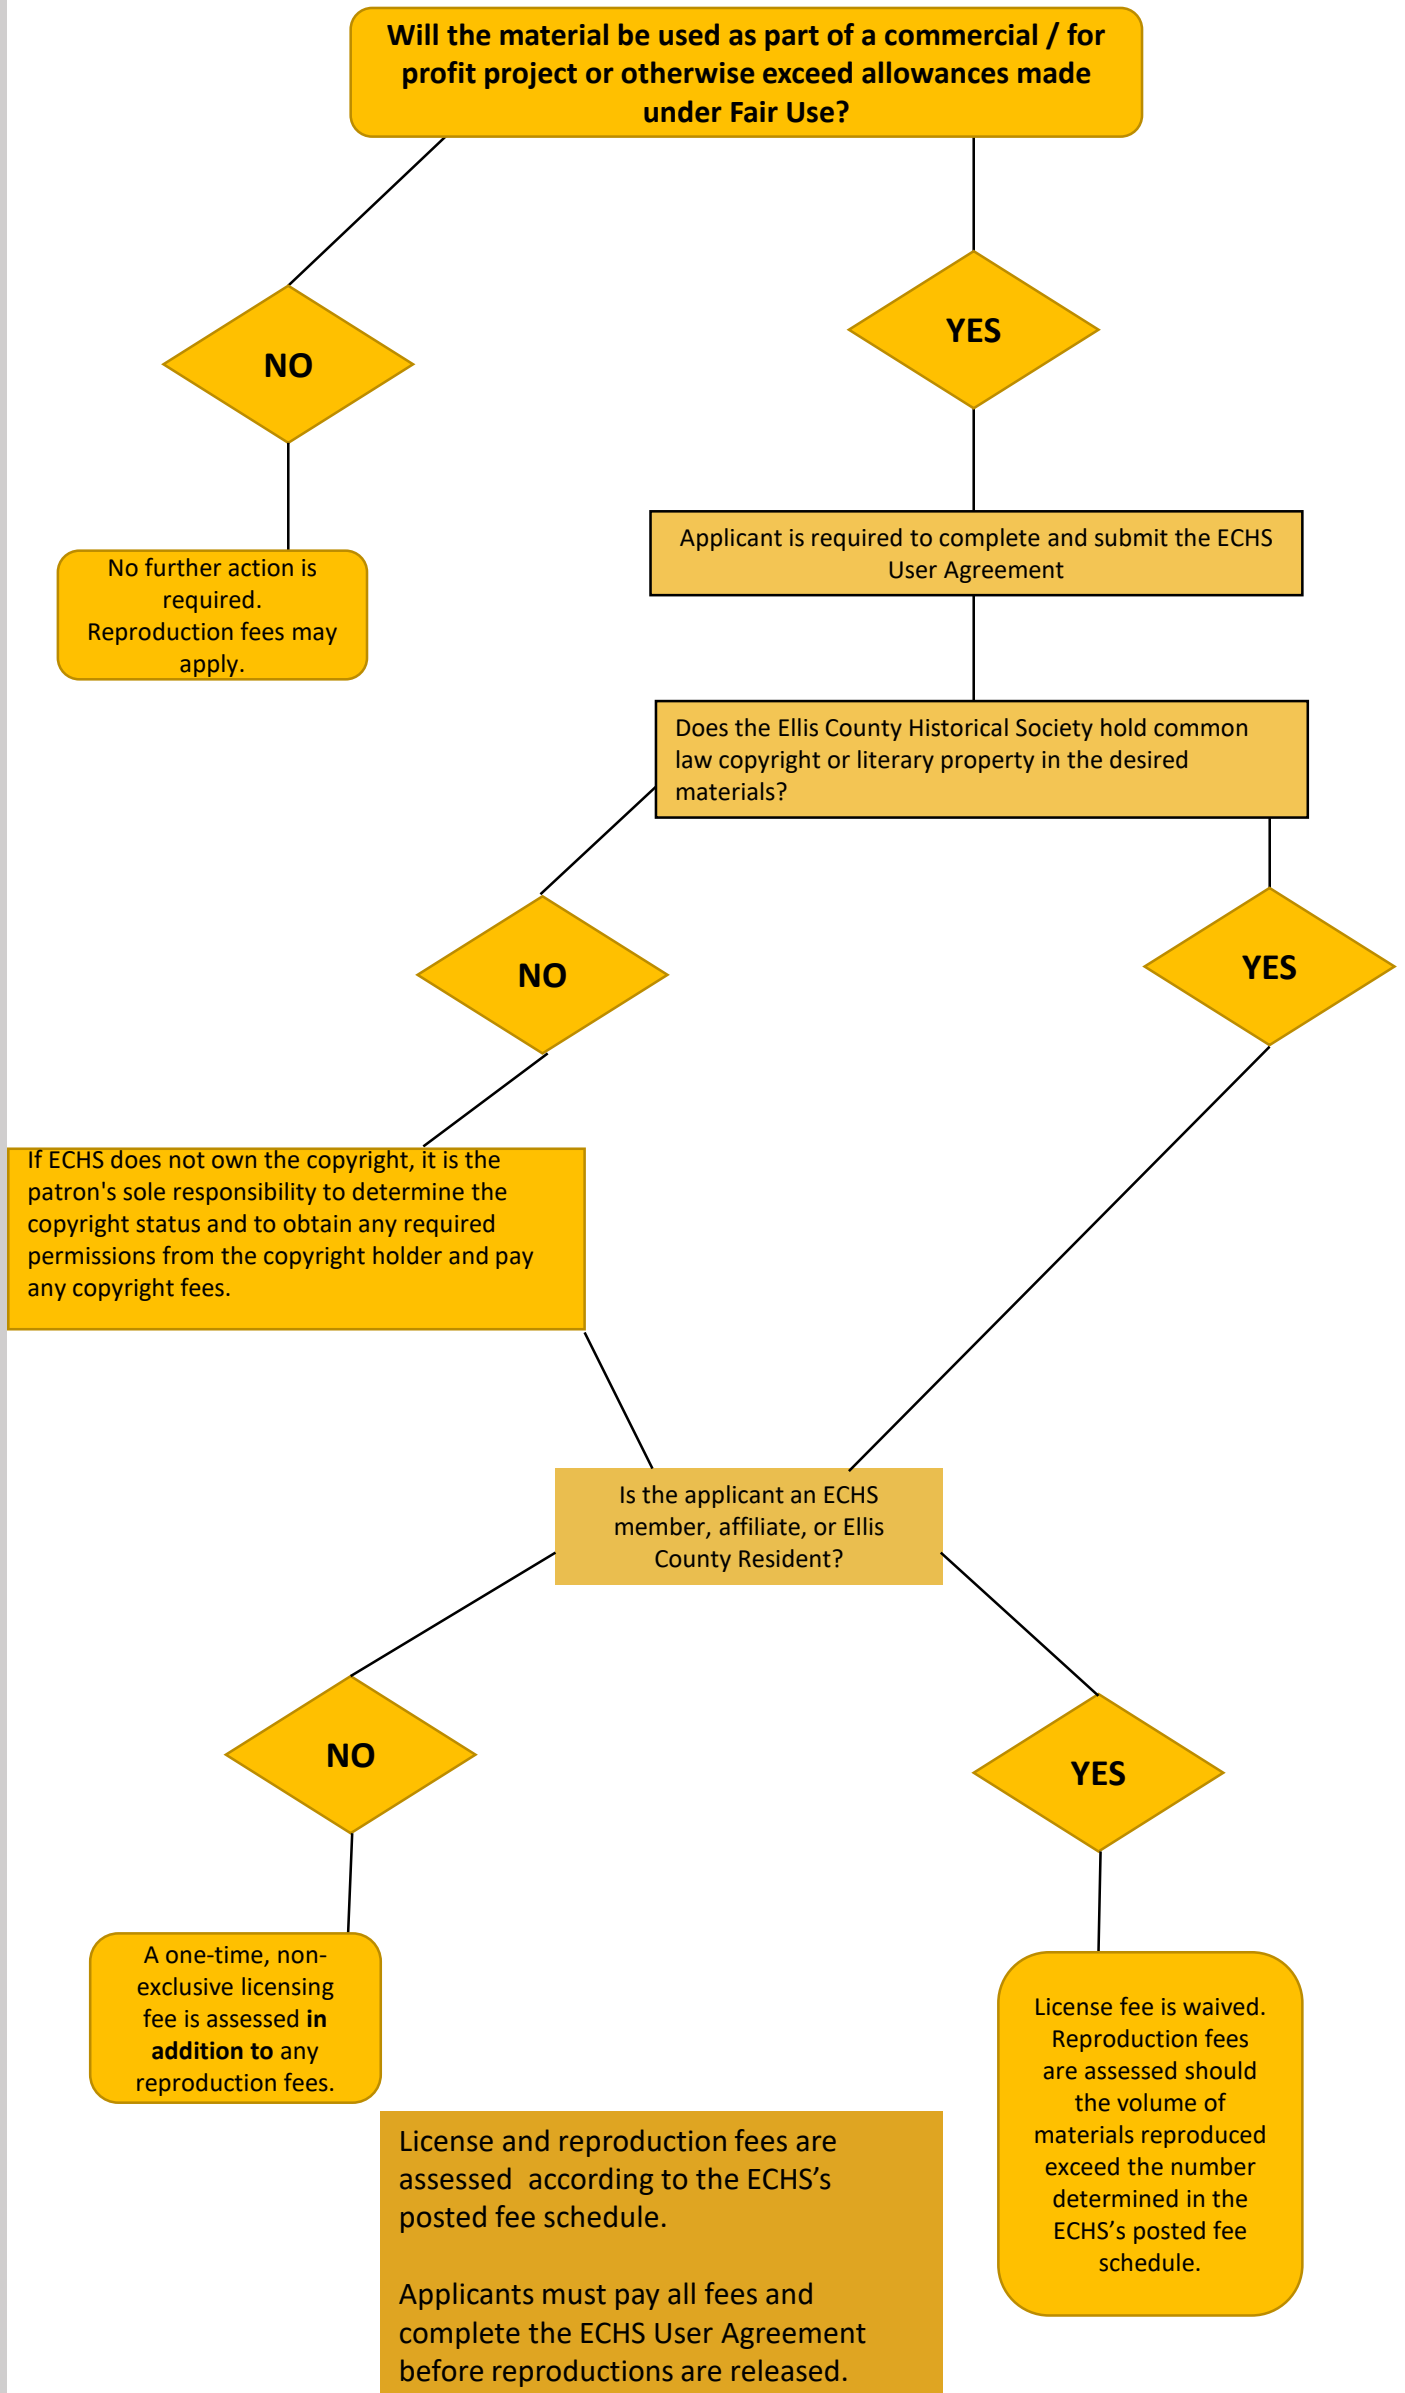 Will the material be used as part of a commercial / for
profit project or otherwise exceed allowances made
under Fair Use?
NO
YES
Applicant is required to complete and submit the ECHS
User Agreement
No further action is
required.
Reproduction fees may
apply.
Does the Ellis County Historical Society hold common
law copyright or literary property in the desired
materials?
NO
YES
If ECHS does not own the copyright, it is the
patron's sole responsibility to determine the
copyright status and to obtain any required
permissions from the copyright holder and pay
any copyright fees.
Is the applicant an ECHS
member, affiliate, or Ellis
County Resident?
NO
YES
A one-time, non-
exclusive licensing
fee is assessed in
addition to any
reproduction fees.
License fee is waived.
Reproduction fees
are assessed should
the volume of
materials reproduced
exceed the number
determined in the
ECHS’s posted fee
schedule.
License and reproduction fees are
assessed  according to the ECHS’s
posted fee schedule.
Applicants must pay all fees and
complete the ECHS User Agreement
before reproductions are released.